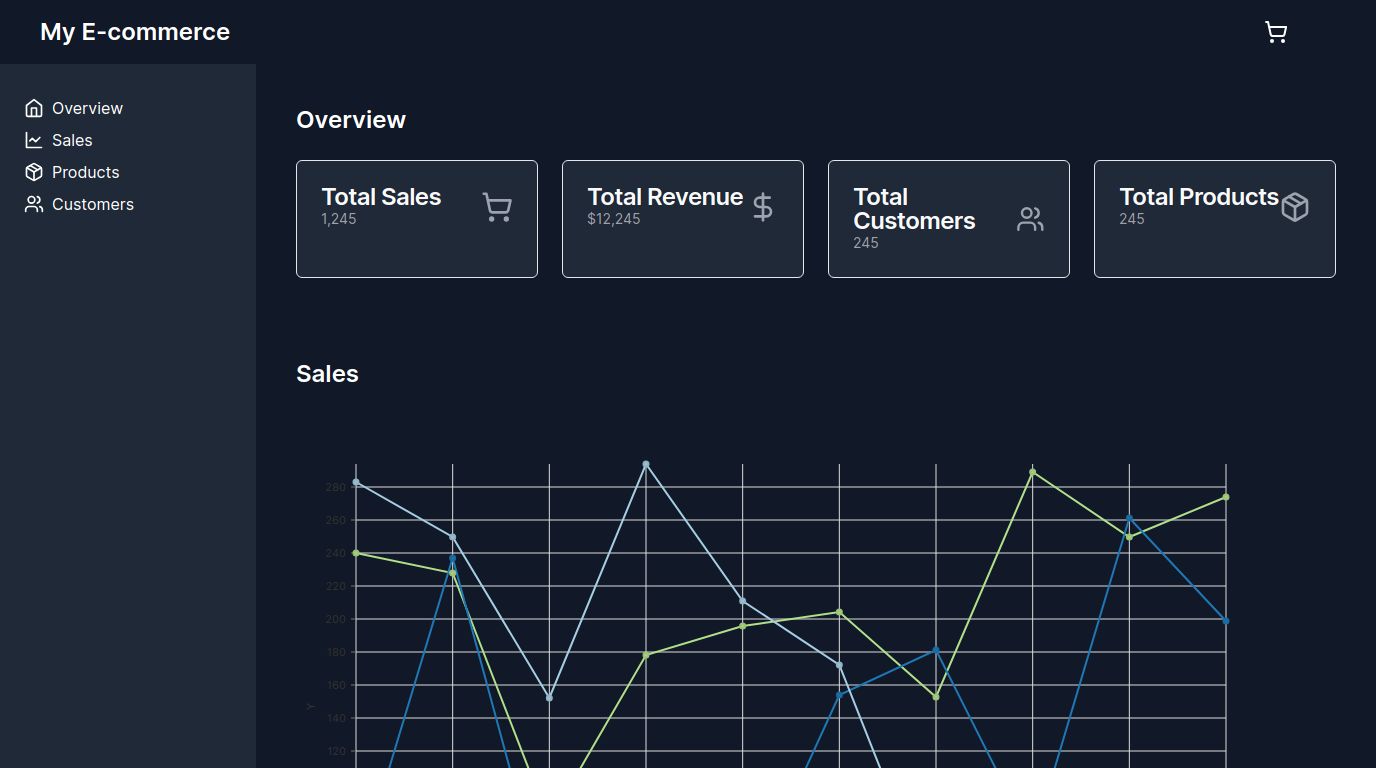 My E-commerce
Overview
Sales
Products
Customers
Overview
Total Sales
1,245
Total Revenue
$12,245
Total
Customers
245
Total Products
245
Sales
280
260
240
220
200
180
160
140
120
Y